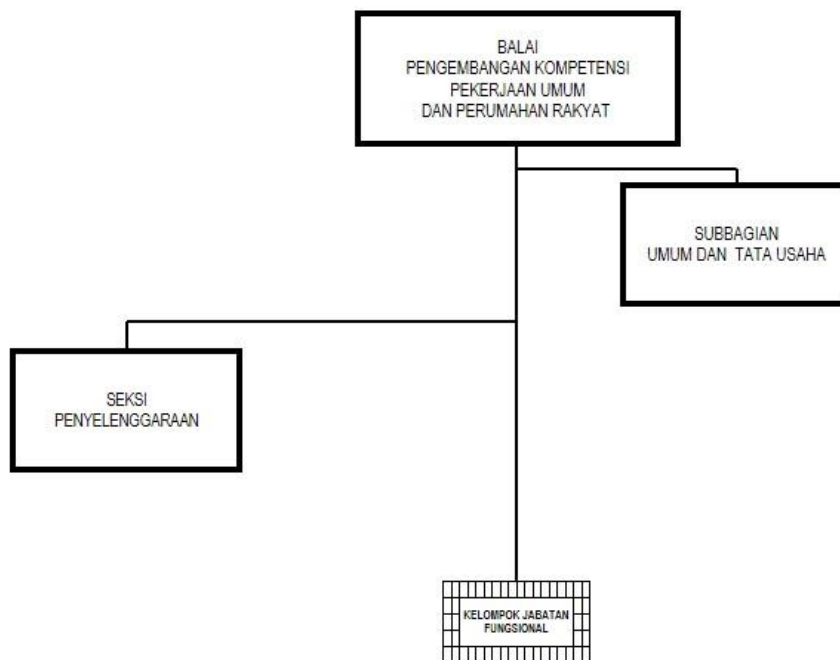 BALAI
PENGEMBANGAN KOMPETENSI
PEKERJAAN UMUM
DAN PERUMAHAN RAKYAT
SUBBAGIAN
UMUM DAN TATA USAHA
SEKSI
PENYELENGGARAAN
KELOMPOK JABATAN
FUNGSIONAL